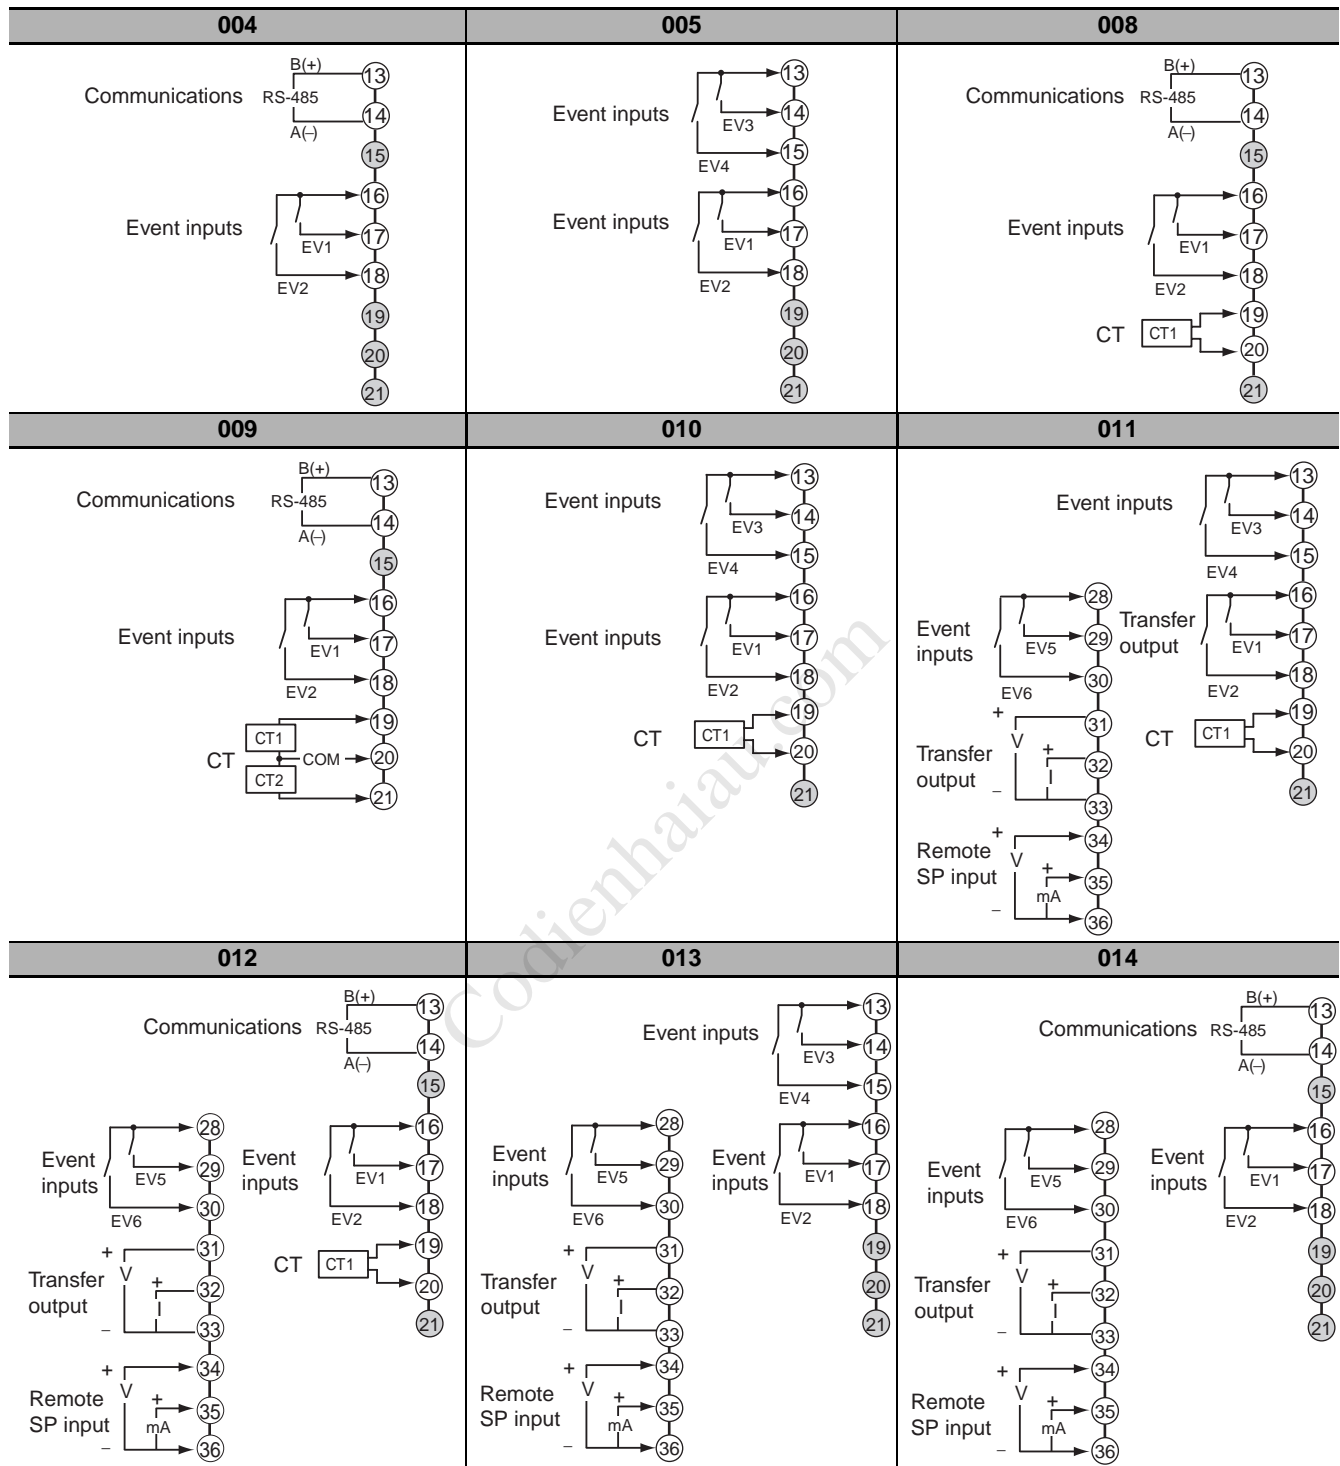 004
B(+)
Communications RS-485
A(–)
Event inputs
EV1
EV2
13
14
15
16
17
18
19
20
21
005
Event inputs
EV3
EV4
Event inputs
EV1
EV2
13
14
15
16
17
18
19
20
21
008
B(+)
Communications RS-485
A(–)
Event inputs
EV1
EV2
CT CT1
13
14
15
16
17
18
19
20
21
009
B(+)
Communications RS-485
A(–)
Event inputs
EV1
EV2
CT1
CT COM
CT2
13
14
15
16
17
18
19
20
21
010
Event inputs
EV3
EV4
Event inputs
EV1
EV2
CT CT1
13
14
15
16
17
18
19
20
21
011
Event inputs
EV3
EV4
Event
inputs
EV5
EV6
Transfer
output
EV1
EV2
+
V
+
I
–
Transfer
output
CT CT1
+
V
+
mA
–
Remote
SP input
13
14
15
16
17
18
19
20
21
28
29
30
31
32
33
34
35
36
012
B(+)
Communications RS-485
A(–)
Event
inputs
EV5
EV6
Event
inputs
EV1
EV2
+
V
+
I
–
Transfer
output
CT CT1
+
V
+
mA
–
Remote
SP input
13
14
15
16
17
18
19
20
21
28
29
30
31
32
33
34
35
36
013
Event inputs
EV3
EV4
Event
inputs
EV5
EV6
Event
inputs
EV1
EV2
+
V
+
I
–
Transfer
output
+
V
+
mA
–
Remote
SP input
13
14
15
16
17
18
19
20
21
28
29
30
31
32
33
34
35
36
014
B(+)
Communications RS-485
A(–)
Event
inputs
EV5
EV6
Event
inputs
EV1
EV2
+
V
+
I
–
Transfer
output
+
V
+
mA
–
Remote
SP input
13
14
15
16
17
18
19
20
21
28
29
30
31
32
33
34
35
36
Codienhaiau.com